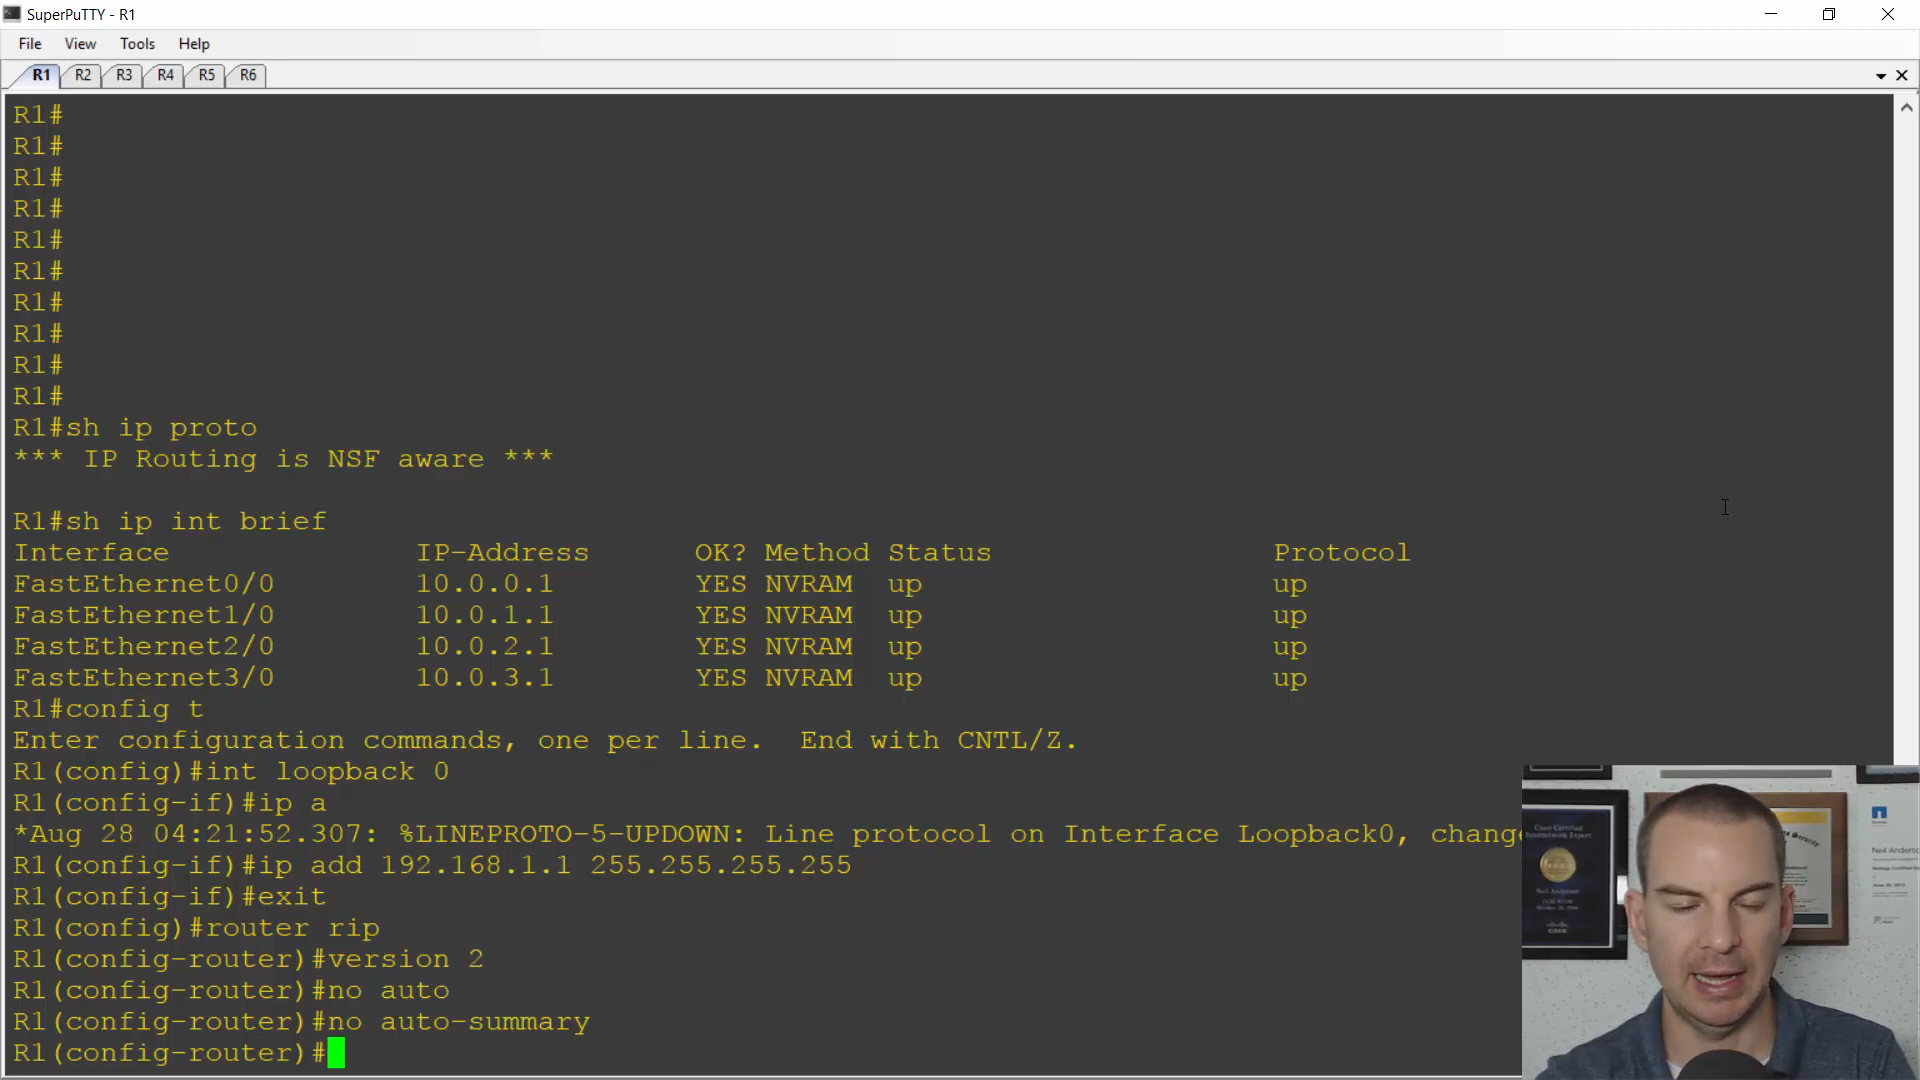 SuperPuTTY - R1
File View Tools Help
R1 R2 R3 R4 R5 R6
R1#
R1#
R1#
R1#
R1#
R1#
R1#
R1#
R1#
R1#
R1#sh ip proto
*** IP Routing is NSF aware ***
R1#sh ip int brief
Interface IP-Address OK? Method Status Protocol
FastEthernet0/0 10.0.0.1 YES NVRAM up up
FastEthernet1/0 10.0.1.1 YES NVRAM up up
FastEthernet2/0 10.0.2.1 YES NVRAM up up
FastEthernet3/0 10.0.3.1 YES NVRAM up up
R1#config t
Enter configuration commands, one per line.  End with CNTL/Z.
R1(config)#int loopback 0
R1(config-if)#ip a
*Aug 28 04:21:52.307: %LINEPROTO-5-UPDOWN: Line protocol on Interface Loopback0, change
R1(config-if)#ip add 192.168.1.1 255.255.255.255
R1(config-if)#exit
R1(config)#router rip
R1(config-router)#version 2
R1(config-router)#no auto
R1(config-router)#no auto-summary
R1(config-router)#